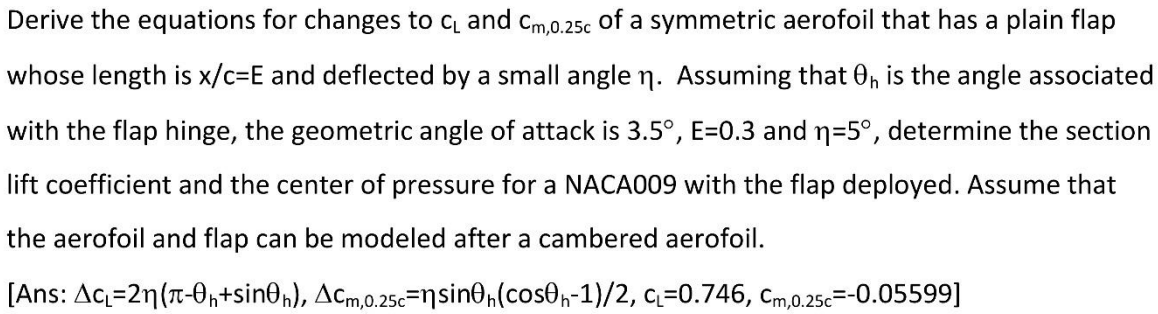 Derive the equations for changes to cL and cm,0.25c of a symmetric aerofoil that has a plain flap
whose length is x/c=E and deflected by a small angle η. Assuming that θh is the angle associated
with the flap hinge, the geometric angle of attack is 3.5°, E=0.3 and η=5°, determine the section
lift coefficient and the center of pressure for a NACA009 with the flap deployed. Assume that
the aerofoil and flap can be modeled after a cambered aerofoil.
[Ans: ΔcL=2η(π-θh+sinθh), Δcm,0.25c=ηsinθh(cosθh-1)/2, cL=0.746, cm,0.25c=-0.05599]